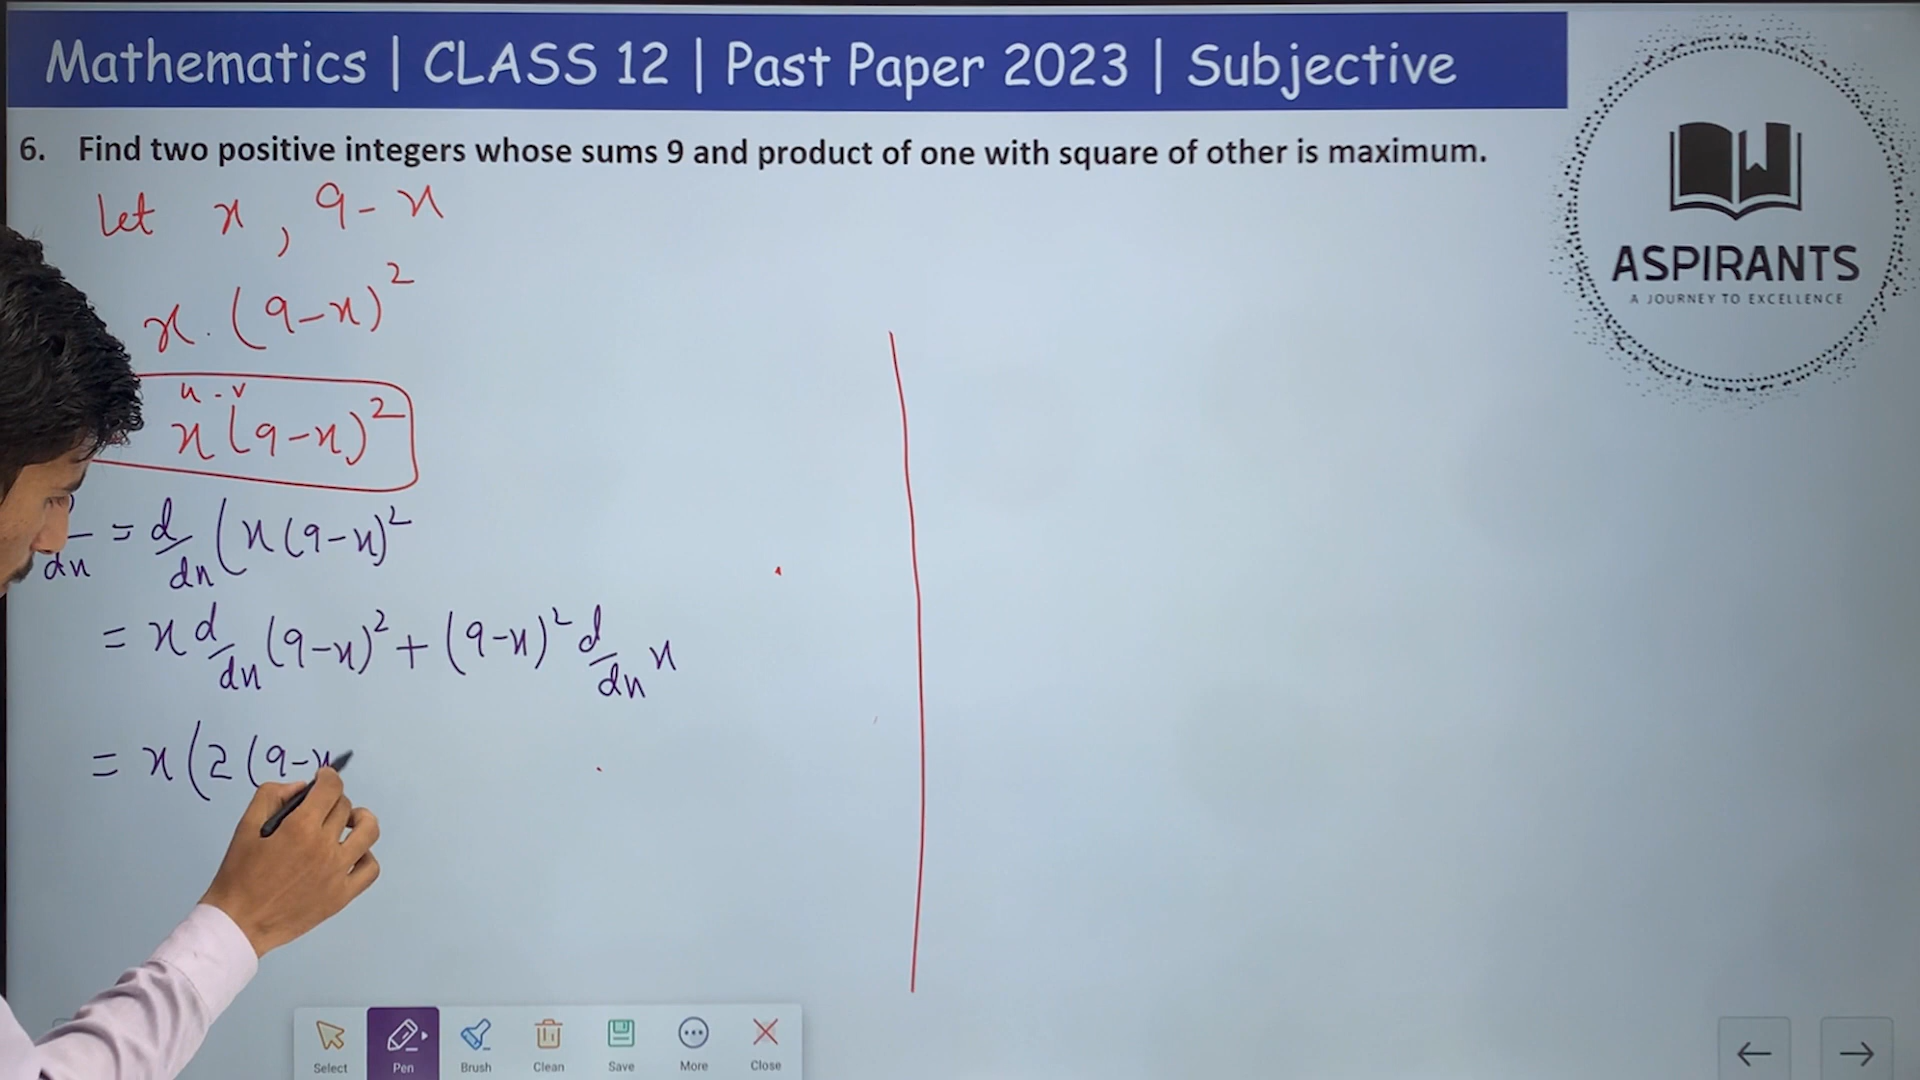 Mathematics | CLASS 12 | Past Paper 2023 | Subjective
6. Find two positive integers whose sums 9 and product of one with square of other is maximum.
Let x, 9-x
x.(9-x)²
u.v
x(9-x)²
dx = d/dx (x(9-x)²
= x d/dx (9-x)² + (9-x)² d/dx x
= x(2(9-x
ASPIRANTS
A JOURNEY TO EXCELLENCE
Select Pen Brush Clean Save More Close